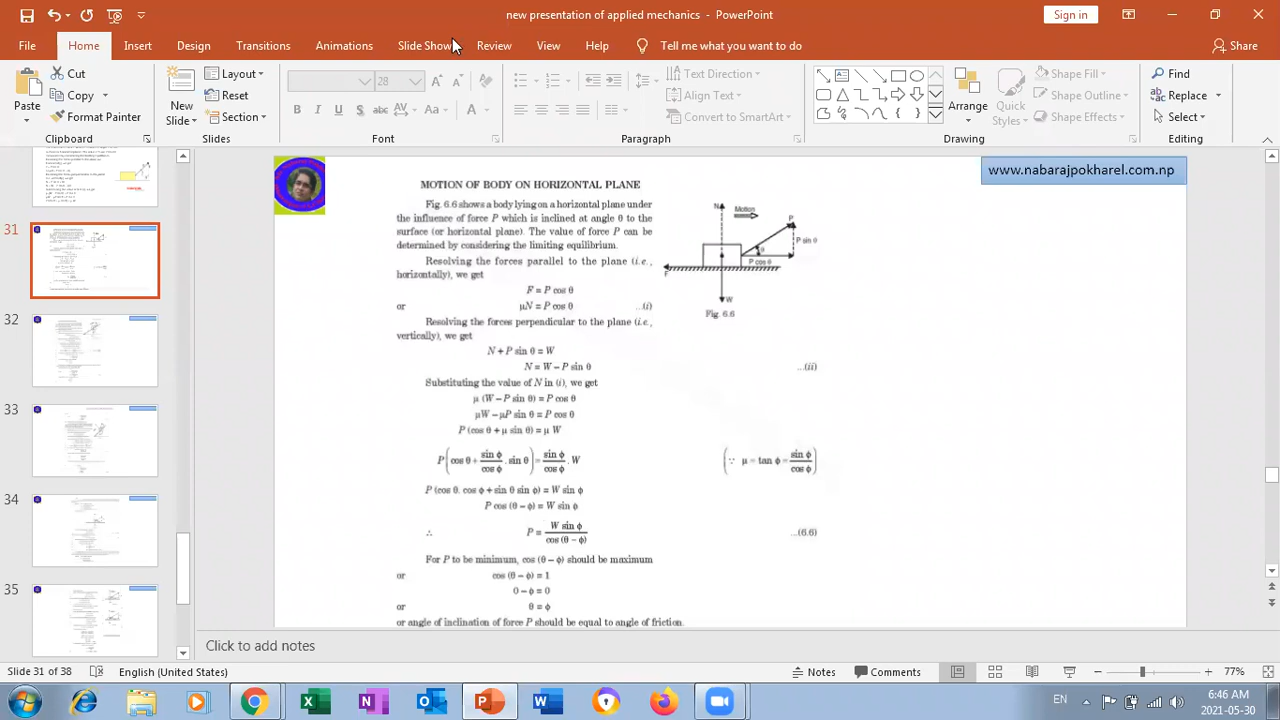 new presentation of applied mechanics - PowerPoint
Sign in
File Home Insert Design Transitions Animations Slide Show Review View Help Tell me what you want to do Share
Paste
Cut
Copy
Format Painter
Clipboard
New Slide
Layout
Reset
Section
Slides
28
B I U S abc AV Aa A
Font
Text Direction
Align Text
Convert to SmartArt
Paragraph
Arrange
Quick Styles
Shape Fill
Shape Outline
Shape Effects
Drawing
Find
Replace
Select
Editing
31
32
33
34
35
www.nabarajpokharel.com.np
MOTION OF BODY ON HORIZONTAL PLANE
Fig. 6.6 shows a body lying on a horizontal plane under
the influence of force P which is inclined at angle θ to the
surface (or horizontal plane). The value of force P can be
determined by considering the limiting equilibrium.
Resolving the forces parallel to the plane (i.e.,
horizontally), we get
F = P cos θ
or μN = P cos θ ...(i)
Resolving the forces perpendicular to the plane (i.e.,
vertically), we get
N + P sin θ = W
N = W – P sin θ ...(ii)
Substituting the value of N in (i), we get
μ (W – P sin θ) = P cos θ
μW – μP sin θ = P cos θ
P (cos θ + μ sin θ) = μ W
P(cos θ + sin φ/cos φ . sin θ) = sin φ/cos φ . W (∵ μ = tan φ = sin φ/cos φ)
P (cos θ. cos φ + sin θ sin φ) = W sin φ
P cos (θ – φ) = W sin φ
∴ P = W sin φ/cos (θ – φ) ...(6.6)
For P to be minimum, cos (θ – φ) should be maximum
or cos (θ – φ) = 1
θ – φ = 0
or θ = φ
or angle of inclination of force P should be equal to angle of friction.
N
Motion
P
P sin θ
θ
P cos θ
F
W
Fig. 6.6
Click to add notes
Slide 31 of 38 English (United States) Notes Comments 77%
EN 6:46 AM
2021-05-30